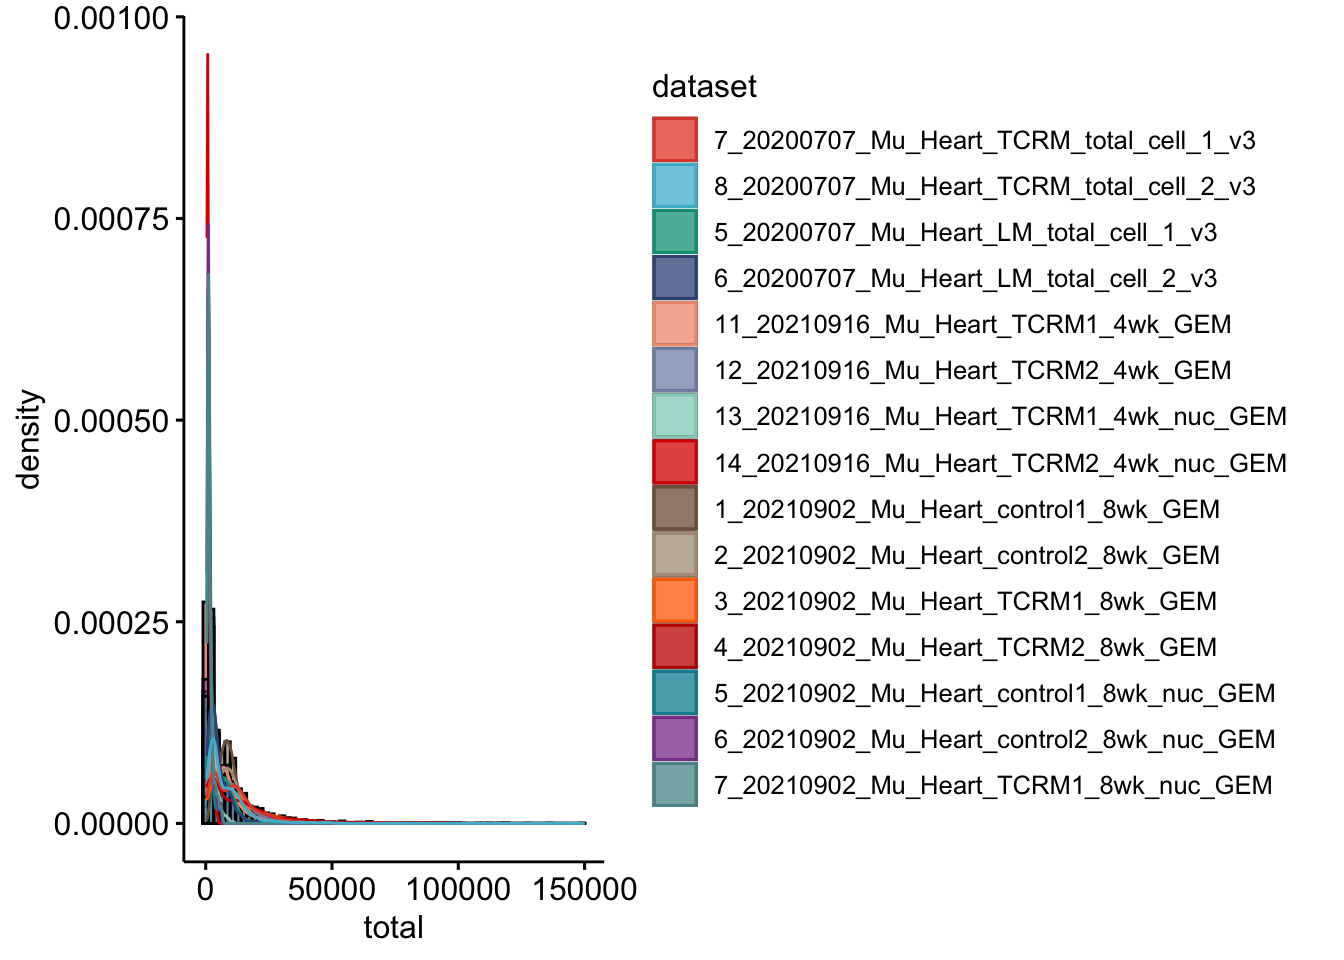 0.00100
0.00075
0.00050
0.00025
0.00000
density
0 50000 100000 150000
total
dataset
7_20200707_Mu_Heart_TCRM_total_cell_1_v3
8_20200707_Mu_Heart_TCRM_total_cell_2_v3
5_20200707_Mu_Heart_LM_total_cell_1_v3
6_20200707_Mu_Heart_LM_total_cell_2_v3
11_20210916_Mu_Heart_TCRM1_4wk_GEM
12_20210916_Mu_Heart_TCRM2_4wk_GEM
13_20210916_Mu_Heart_TCRM1_4wk_nuc_GEM
14_20210916_Mu_Heart_TCRM2_4wk_nuc_GEM
1_20210902_Mu_Heart_control1_8wk_GEM
2_20210902_Mu_Heart_control2_8wk_GEM
3_20210902_Mu_Heart_TCRM1_8wk_GEM
4_20210902_Mu_Heart_TCRM2_8wk_GEM
5_20210902_Mu_Heart_control1_8wk_nuc_GEM
6_20210902_Mu_Heart_control2_8wk_nuc_GEM
7_20210902_Mu_Heart_TCRM1_8wk_nuc_GEM